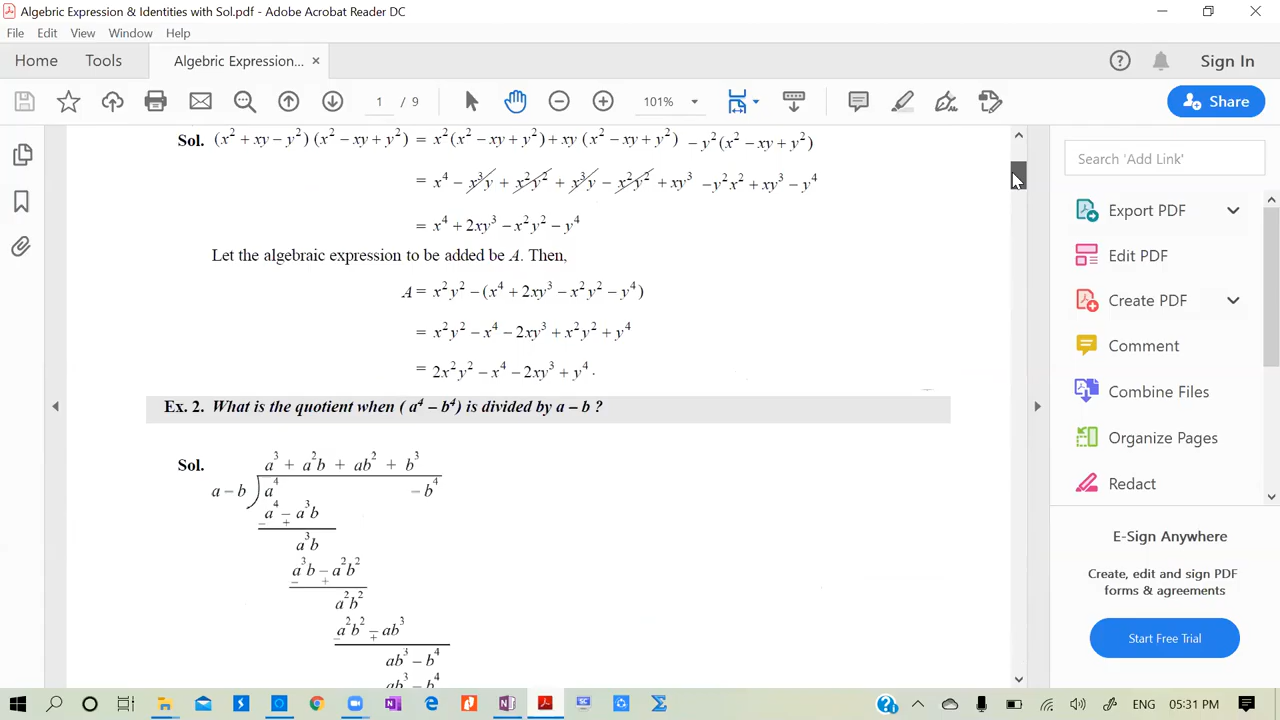 Algebric Expression & Identities with Sol.pdf - Adobe Acrobat Reader DC
File Edit View Window Help
Home Tools Algebric Expression... × Sign In
1 / 9 101% Share
Sol. (x² + xy – y²) (x² – xy + y²) = x²(x² – xy + y²) + xy (x² – xy + y²) – y²(x² – xy + y²)
= x⁴ – x³y + x²y² + x³y – x²y² + xy³ – y²x² + xy³ – y⁴
= x⁴ + 2xy³ – x²y² – y⁴
Let the algebraic expression to be added be A. Then,
A = x²y² – (x⁴ + 2xy³ – x²y² – y⁴)
= x²y² – x⁴ – 2xy³ + x²y² + y⁴
= 2x²y² – x⁴ – 2xy³ + y⁴ .
Ex. 2. What is the quotient when ( a⁴ – b⁴) is divided by a – b ?
Sol. a³ + a²b + ab² + b³
a – b ) a⁴ – b⁴
a⁴ – a³b
– +
a³b
a³b – a²b²
– +
a²b²
a²b² – ab³
– +
ab³ – b⁴
ab³ – b⁴
Search 'Add Link'
Export PDF
Edit PDF
Create PDF
Comment
Combine Files
Organize Pages
Redact
E-Sign Anywhere
Create, edit and sign PDF
forms & agreements
Start Free Trial
ENG 05:31 PM